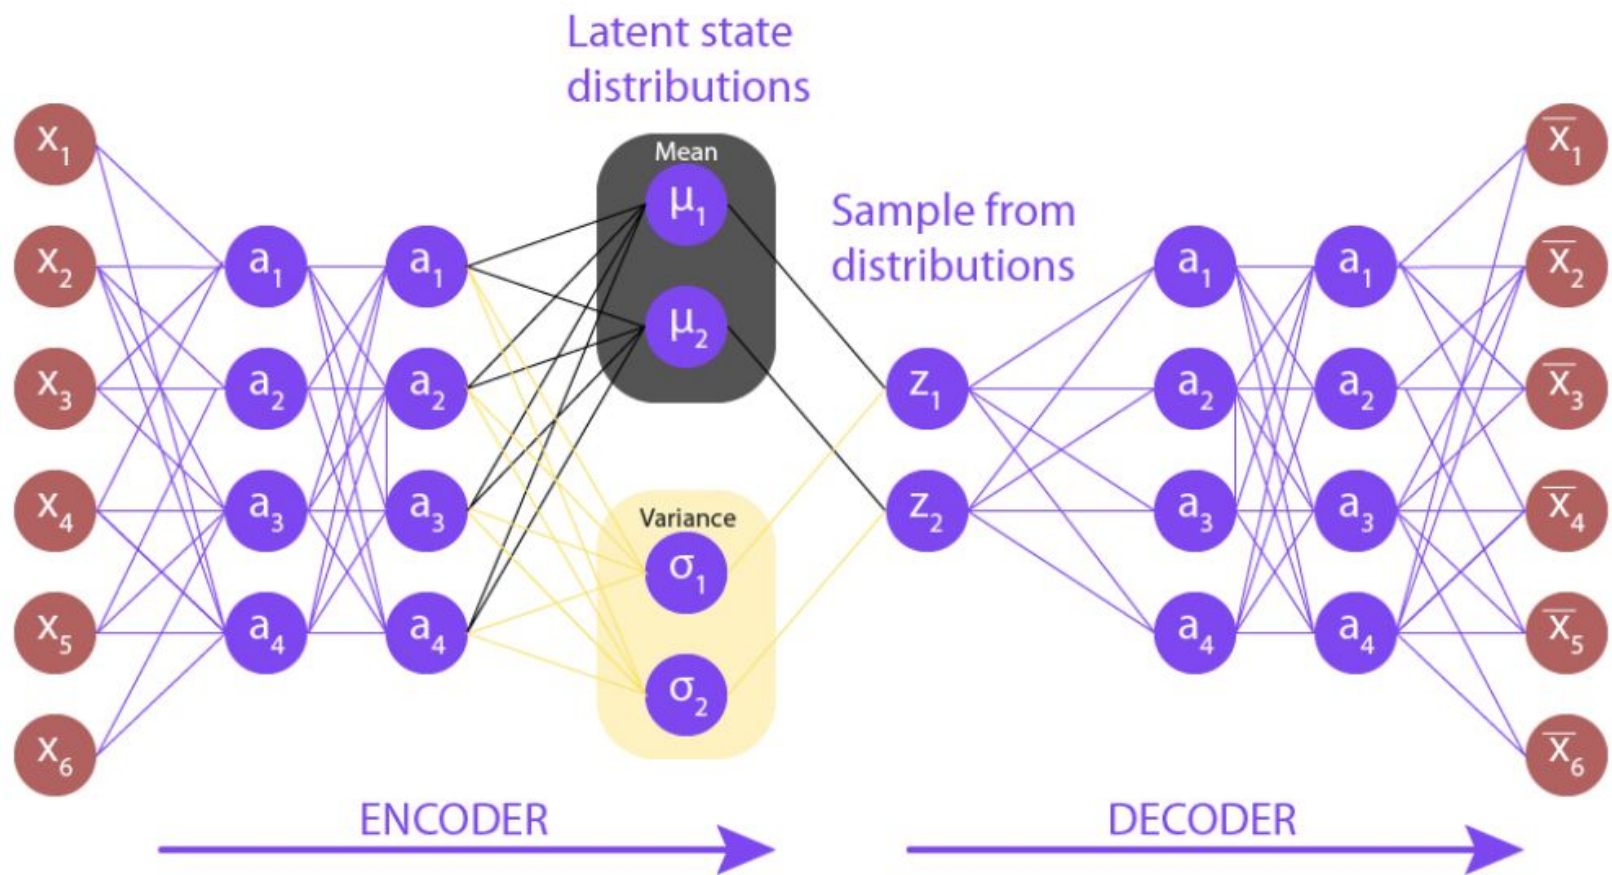 Latent state
distributions
Mean
μ₁
μ₂
Variance
σ₁
σ₂
Sample from
distributions
x₁
x₂
x₃
x₄
x₅
x₆
a₁
a₂
a₃
a₄
a₁
a₂
a₃
a₄
z₁
z₂
a₁
a₂
a₃
a₄
a₁
a₂
a₃
a₄
x̅₁
x̅₂
x̅₃
x̅₄
x̅₅
x̅₆
ENCODER
DECODER